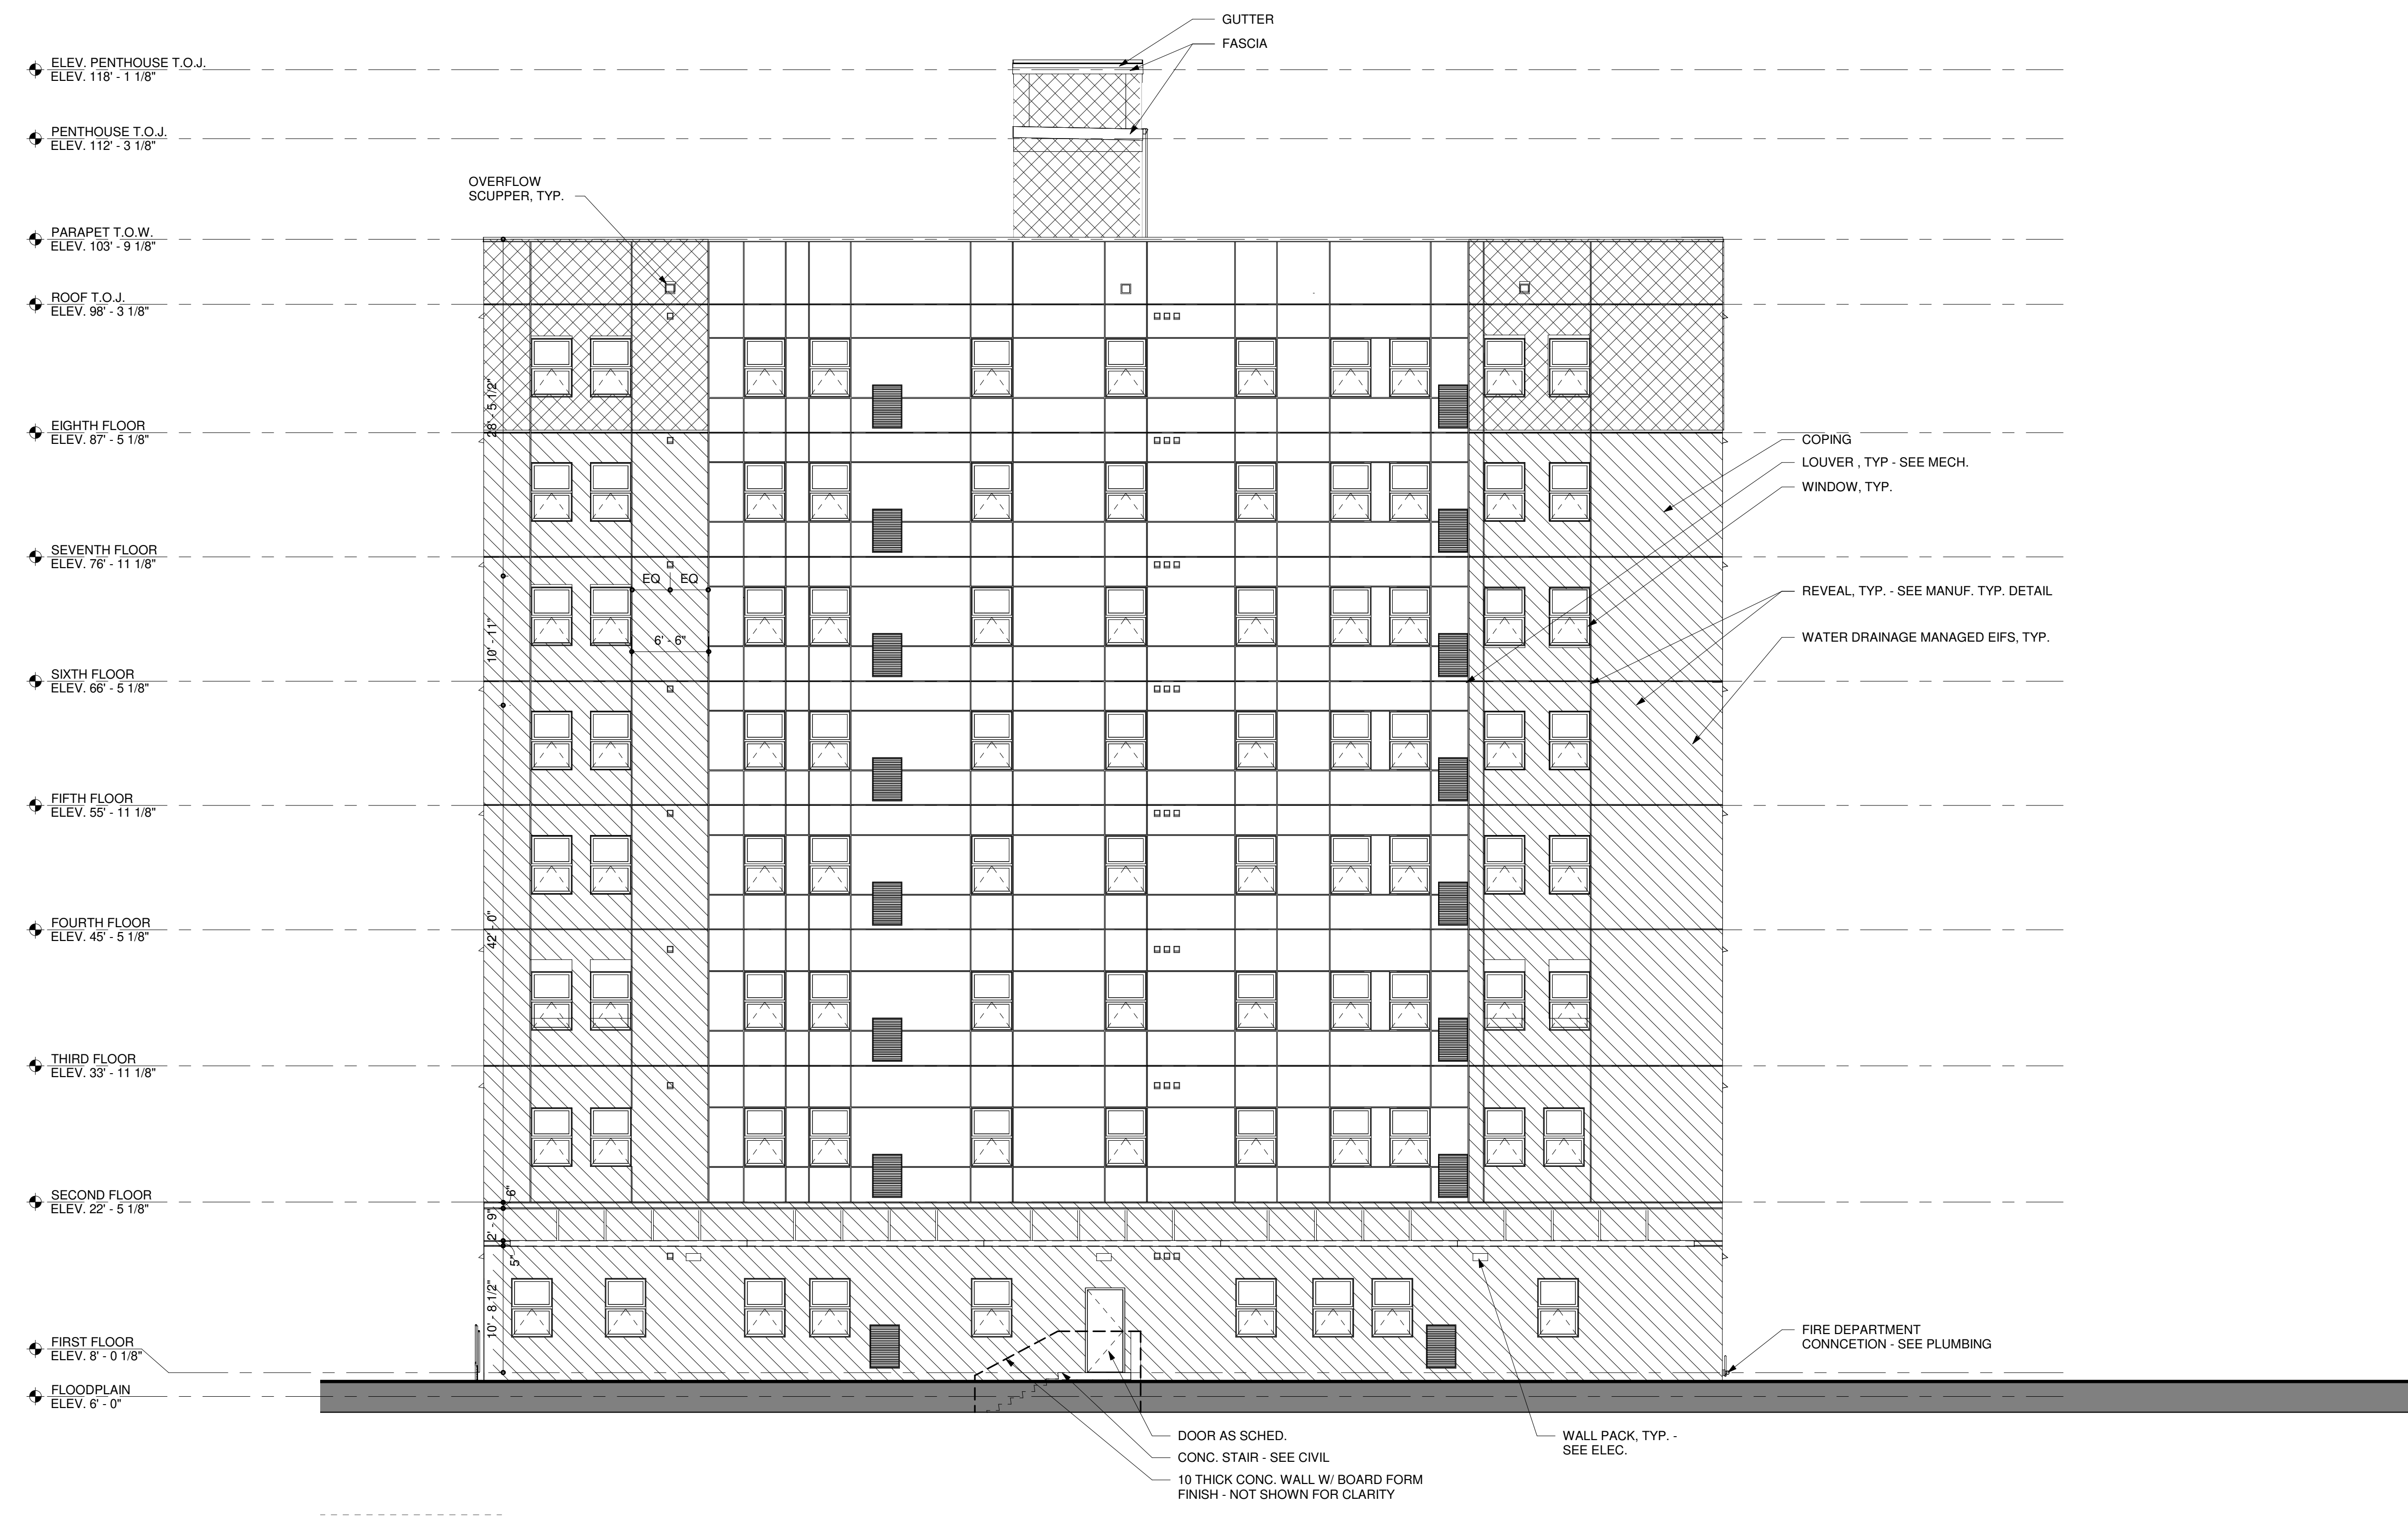 GUTTER
FASCIA
ELEV. PENTHOUSE T.O.J.
ELEV. 118' - 1 1/8"
PENTHOUSE T.O.J.
ELEV. 112' - 3 1/8"
OVERFLOW
SCUPPER, TYP.
PARAPET T.O.W.
ELEV. 103' - 9 1/8"
ROOF T.O.J.
ELEV. 98' - 3 1/8"
28' - 5 1/2"
EIGHTH FLOOR
ELEV. 87' - 5 1/8"
COPING
LOUVER , TYP - SEE MECH.
WINDOW, TYP.
SEVENTH FLOOR
ELEV. 76' - 11 1/8"
EQ EQ
REVEAL, TYP. - SEE MANUF. TYP. DETAIL
10' - 11"
6' - 6"
WATER DRAINAGE MANAGED EIFS, TYP.
SIXTH FLOOR
ELEV. 66' - 5 1/8"
FIFTH FLOOR
ELEV. 55' - 11 1/8"
42' - 0"
FOURTH FLOOR
ELEV. 45' - 5 1/8"
THIRD FLOOR
ELEV. 33' - 11 1/8"
SECOND FLOOR
ELEV. 22' - 5 1/8"
6"
2' - 9"
5"
10' - 8 1/2"
FIRST FLOOR
ELEV. 8' - 0 1/8"
FIRE DEPARTMENT
CONNCETION - SEE PLUMBING
FLOODPLAIN
ELEV. 6' - 0"
DOOR AS SCHED.
CONC. STAIR - SEE CIVIL
10 THICK CONC. WALL W/ BOARD FORM
FINISH - NOT SHOWN FOR CLARITY
WALL PACK, TYP. -
SEE ELEC.